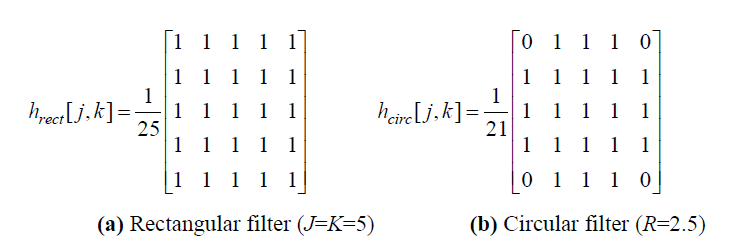 h_rect[j,k] = 1/25 [1 1 1 1 1
1 1 1 1 1
1 1 1 1 1
1 1 1 1 1
1 1 1 1 1]
h_circ[j,k] = 1/21 [0 1 1 1 0
1 1 1 1 1
1 1 1 1 1
1 1 1 1 1
0 1 1 1 0]
(a) Rectangular filter (J=K=5)
(b) Circular filter (R=2.5)